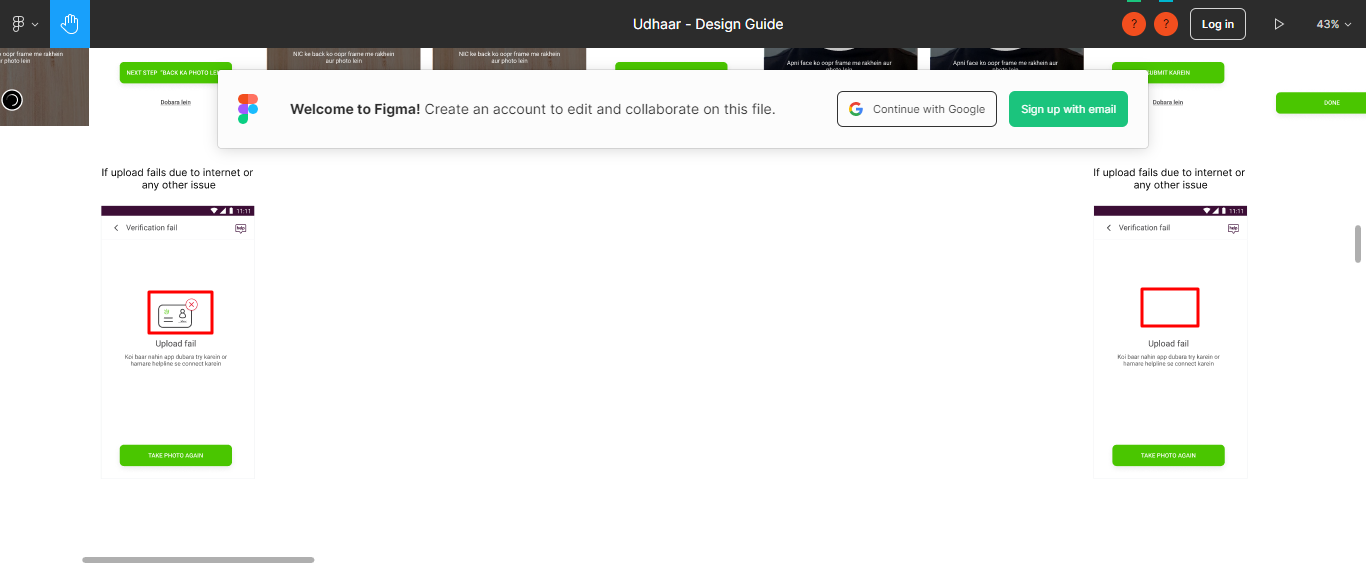 Udhaar - Design Guide
?
?
Log in
43%
NIC ke back ko oopr frame me rakhein
aur photo lein
NIC ke back ko oopr frame me rakhein
aur photo lein
Apni face ko oopr frame me rakhein
aur photo lein
Apni face ko oopr frame me rakhein
aur photo lein
NEXT STEP "BACK KA PHOTO LEI
SUBMIT KAREIN
Dobara lein
Dobara lein
DONE
Welcome to Figma! Create an account to edit and collaborate on this file.
Continue with Google
Sign up with email
If upload fails due to internet or
any other issue
11:11
Verification fail
help
Upload fail
Koi baar nahin app dubara try karein or
hamare helpline se connect karein
TAKE PHOTO AGAIN
If upload fails due to internet or
any other issue
11:11
Verification fail
help
Upload fail
Koi baar nahin app dubara try karein or
hamare helpline se connect karein
TAKE PHOTO AGAIN